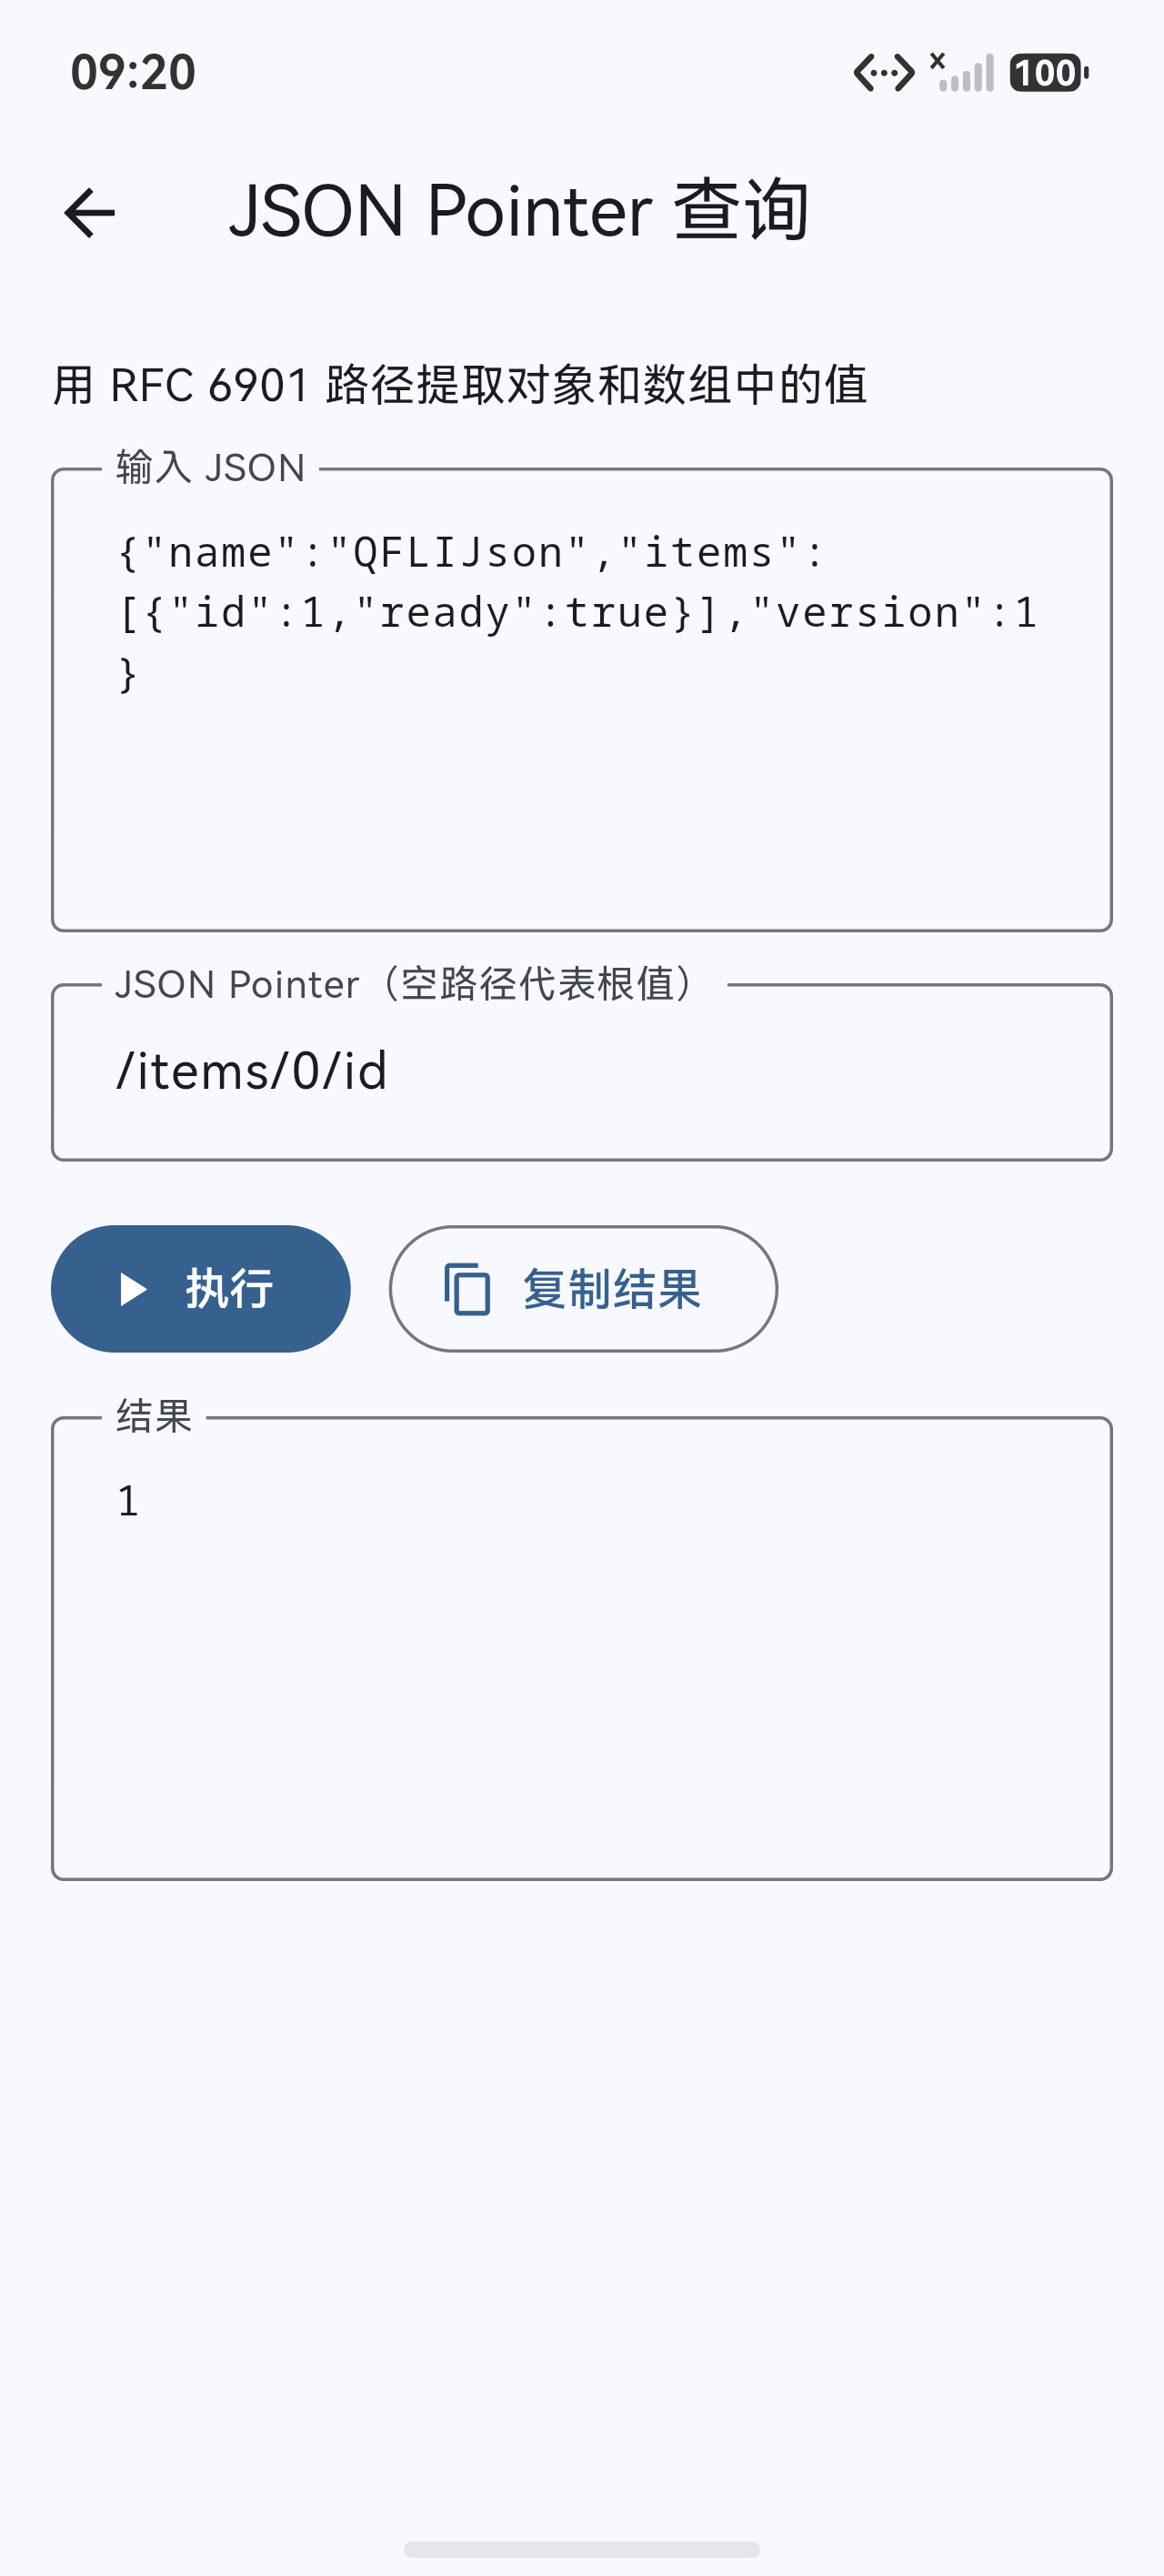 09:20
100
JSON Pointer 查询
用 RFC 6901 路径提取对象和数组中的值
输入 JSON
{"name":"QFLIJson","items":
[{"id":1,"ready":true}],"version":1
}
JSON Pointer（空路径代表根值）
/items/0/id
执行
复制结果
结果
1